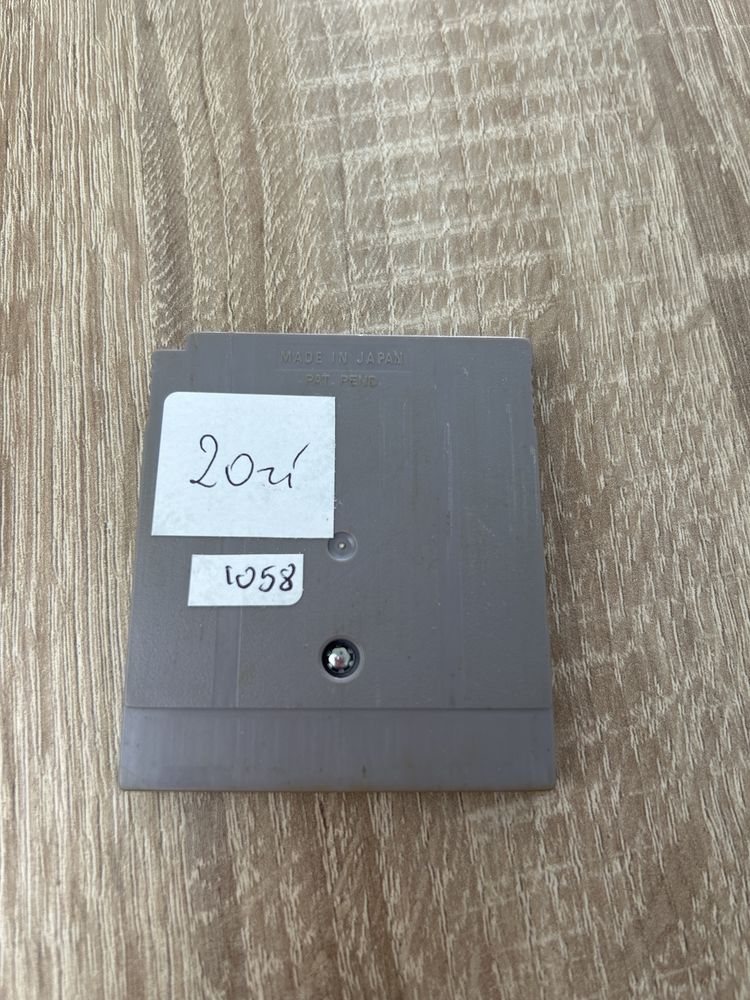 MADE IN JAPAN
PAT. PEND.
20zł
1058